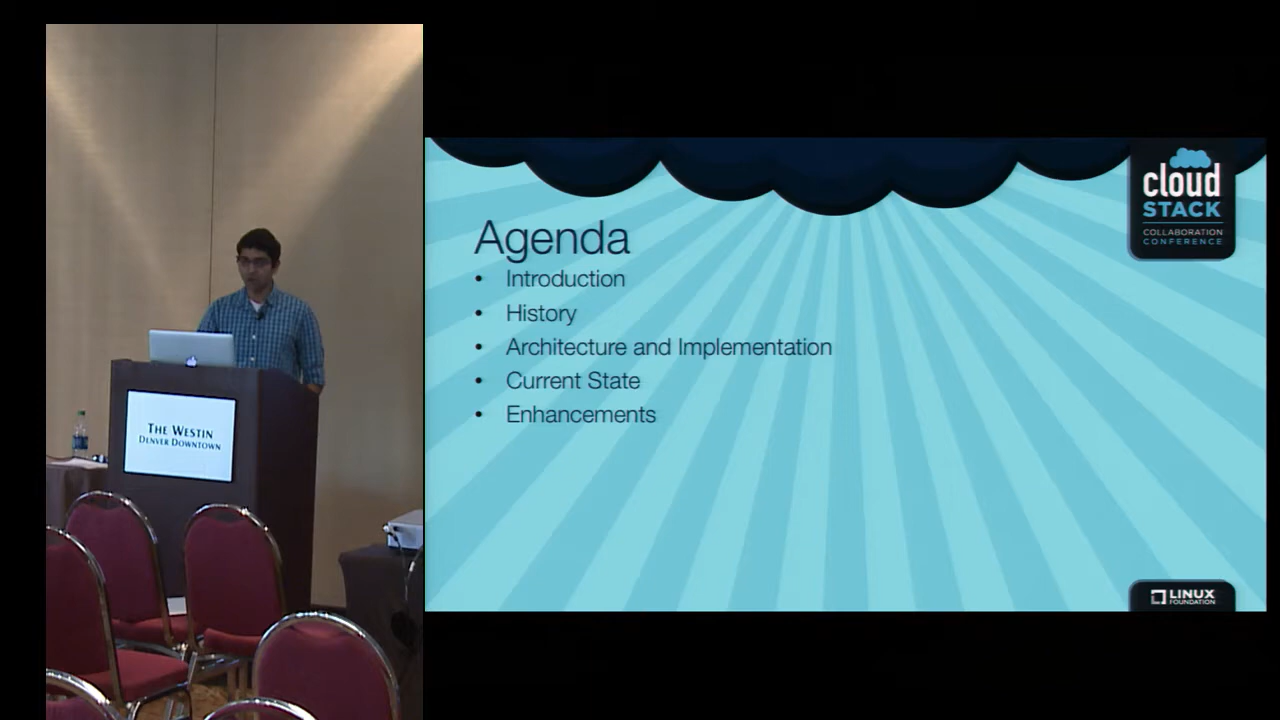 THE WESTIN
DENVER DOWNTOWN
cloud
STACK
COLLABORATION
CONFERENCE
Agenda
• Introduction
• History
• Architecture and Implementation
• Current State
• Enhancements
LINUX
FOUNDATION